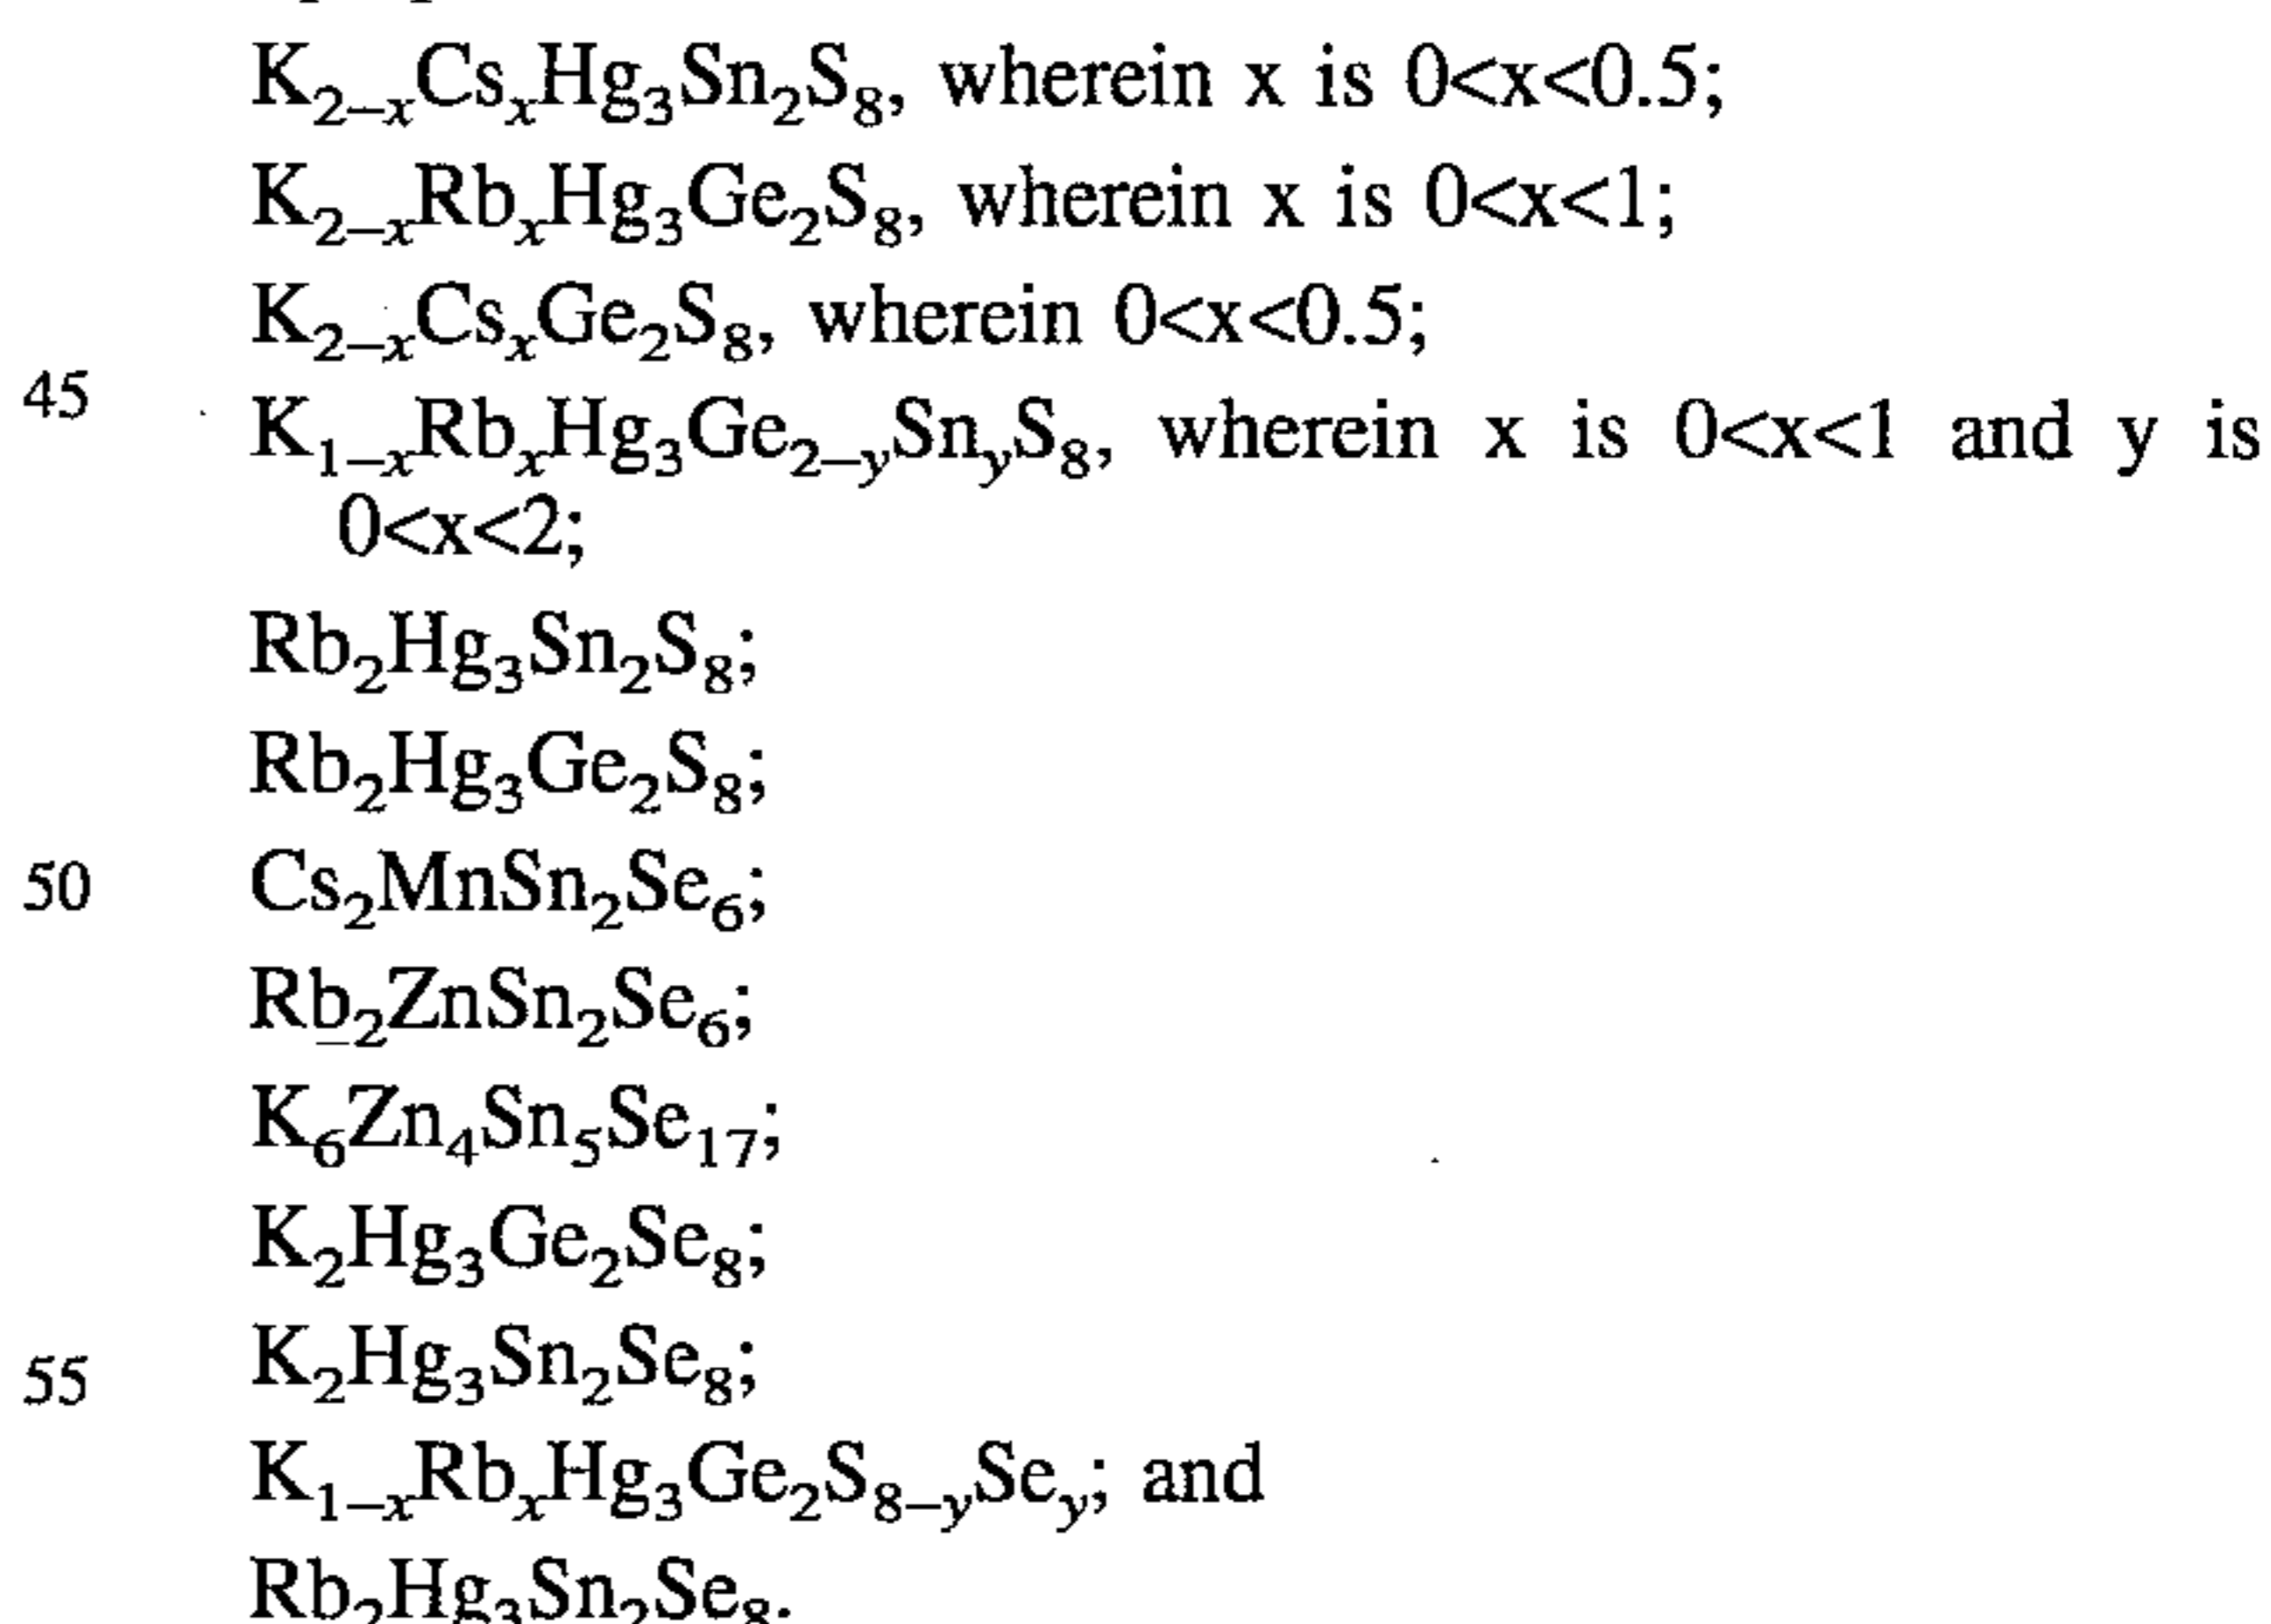 K₂₋ₓCsₓHg₃Sn₂S₈, wherein x is 0<x<0.5;
K₂₋ₓRbₓHg₃Ge₂S₈, wherein x is 0<x<1;
K₂₋ₓCsₓGe₂S₈, wherein 0<x<0.5;
45 K₁₋ₓRbₓHg₃Ge₂₋ySnyS₈, wherein x is 0<x<1 and y is
0<x<2;
Rb₂Hg₃Sn₂S₈;
Rb₂Hg₃Ge₂S₈;
50 Cs₂MnSn₂Se₆;
Rb₂ZnSn₂Se₆;
K₆Zn₄Sn₅Se₁₇;
K₂Hg₃Ge₂Se₈;
55 K₂Hg₃Sn₂Se₈;
K₁₋ₓRbₓHg₃Ge₂S₈₋ySey; and
Rb₂Hg₃Sn₂Se₈.